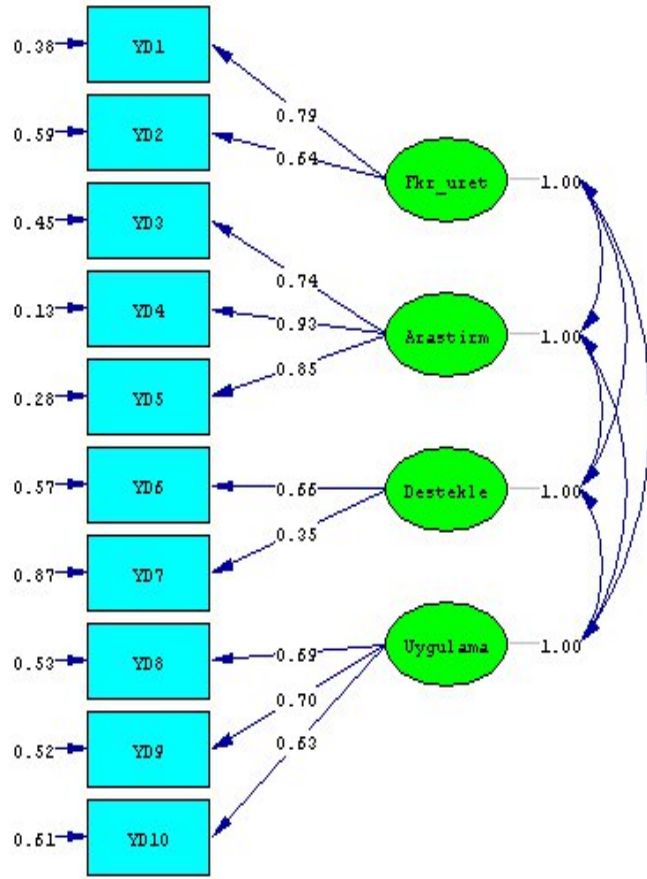 0.38 YD1
0.79
0.59 YD2
0.64
Fkr_uret 1.00
0.45 YD3
0.74
0.13 YD4
0.93
Arastirm 1.00
0.85
0.28 YD5
0.57 YD6
0.66
Destekle 1.00
0.35
0.87 YD7
0.53 YD8
0.69
Uygulama 1.00
0.70
0.52 YD9
0.63
0.61 YD10